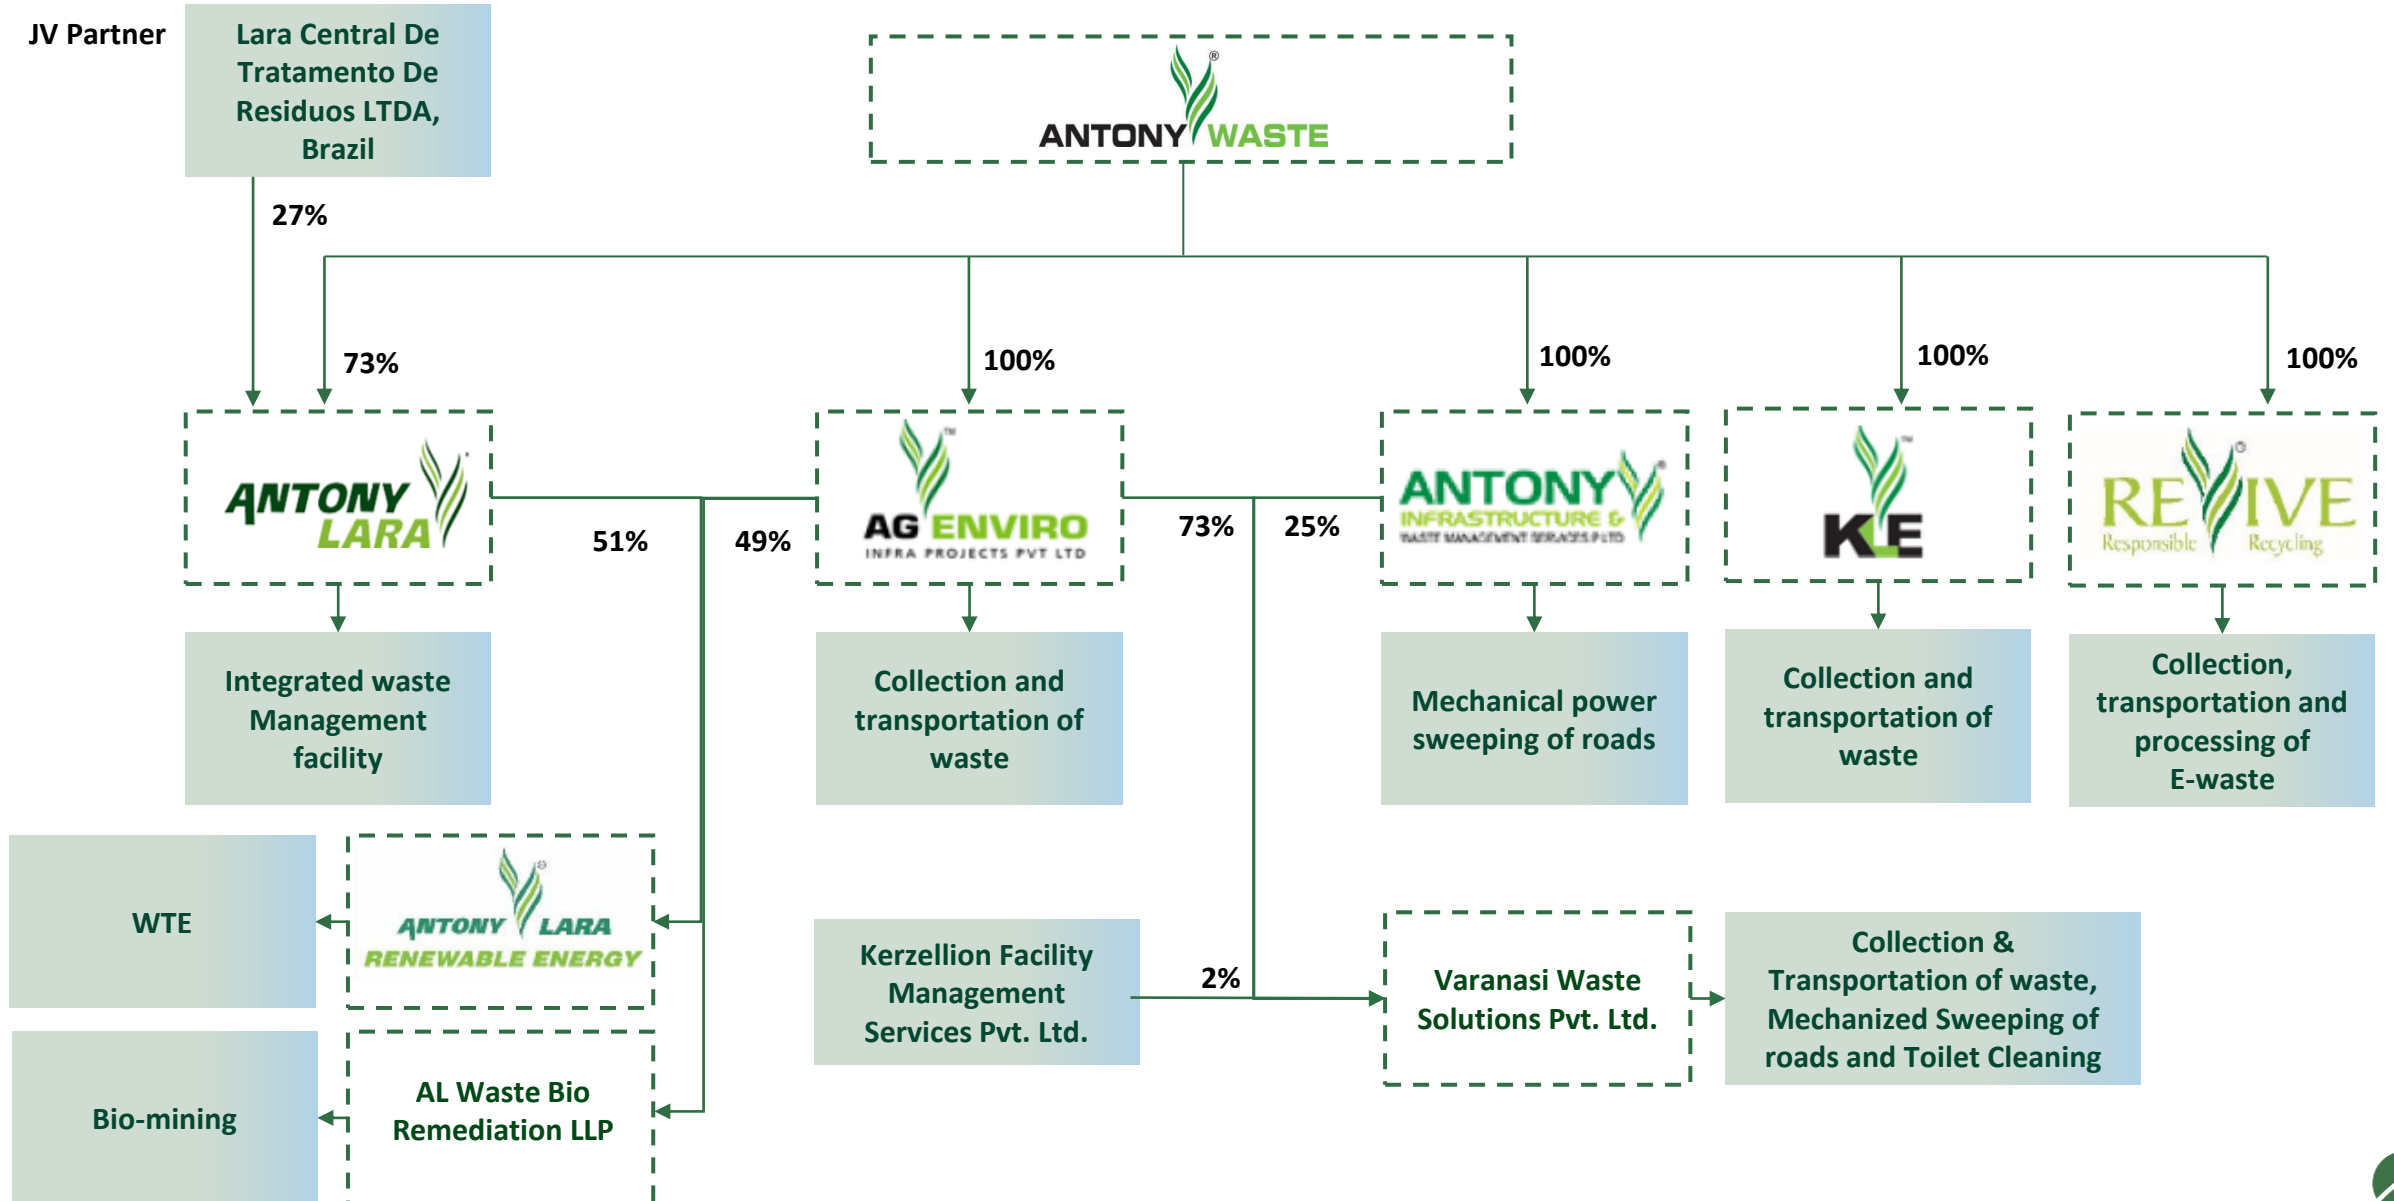 JV Partner
Lara Central De
Tratamento De
Residuos LTDA,
Brazil
ANTONY WASTE
27%
73%
100%
100%
100%
100%
ANTONY
LARA
51%
49%
AG ENVIRO
INFRA PROJECTS PVT LTD
73%
25%
ANTONY
INFRASTRUCTURE &
WASTE MANAGEMENT SERVICES P LTD
KLE
REVIVE
Responsible Recycling
Integrated waste
Management
facility
Collection and
transportation of
waste
Mechanical power
sweeping of roads
Collection and
transportation of
waste
Collection,
transportation and
processing of
E-waste
WTE
ANTONY LARA
RENEWABLE ENERGY
Kerzellion Facility
Management
Services Pvt. Ltd.
2%
Varanasi Waste
Solutions Pvt. Ltd.
Collection &
Transportation of waste,
Mechanized Sweeping of
roads and Toilet Cleaning
Bio-mining
AL Waste Bio
Remediation LLP